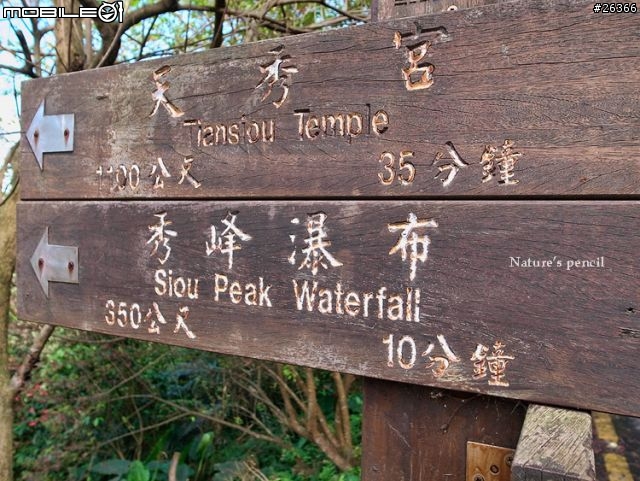 mobile01
#26366
天秀宮
Tiansiou Temple
1100公尺 35分鐘
秀峰瀑布
Siou Peak Waterfall
350公尺 10分鐘
Nature's pencil